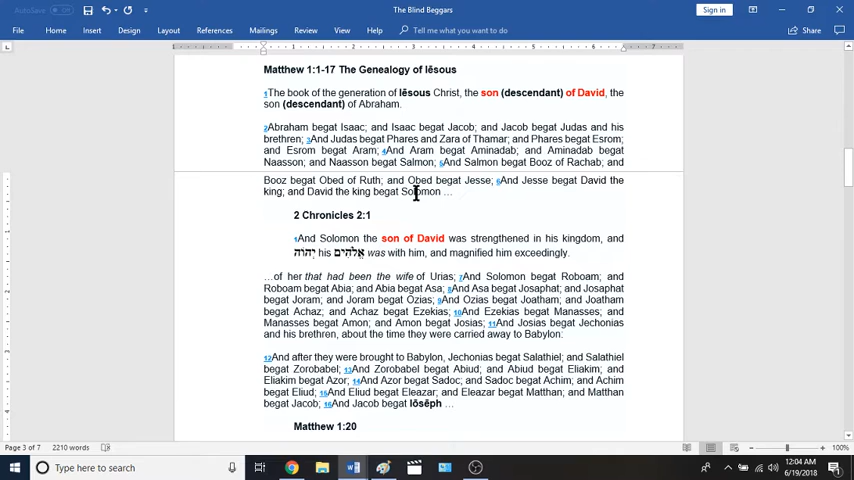 AutoSave
The Blind Beggars
Sign in
File Home Insert Design Layout References Mailings Review View Help Tell me what you want to do Share
Matthew 1:1-17 The Genealogy of Iēsous
1The book of the generation of Iēsous Christ, the son (descendant) of David, the
son (descendant) of Abraham.
2Abraham begat Isaac; and Isaac begat Jacob; and Jacob begat Judas and his
brethren; 3And Judas begat Phares and Zara of Thamar; and Phares begat Esrom;
and Esrom begat Aram; 4And Aram begat Aminadab; and Aminadab begat
Naasson; and Naasson begat Salmon; 5And Salmon begat Booz of Rachab; and
Booz begat Obed of Ruth; and Obed begat Jesse; 6And Jesse begat David the
king; and David the king begat Solomon …
2 Chronicles 2:1
1And Solomon the son of David was strengthened in his kingdom, and
יְהוָֹה his אֱלֹהִים was with him, and magnified him exceedingly.
…of her that had been the wife of Urias; 7And Solomon begat Roboam; and
Roboam begat Abia; and Abia begat Asa; 8And Asa begat Josaphat; and Josaphat
begat Joram; and Joram begat Ozias; 9And Ozias begat Joatham; and Joatham
begat Achaz; and Achaz begat Ezekias; 10And Ezekias begat Manasses; and
Manasses begat Amon; and Amon begat Josias; 11And Josias begat Jechonias
and his brethren, about the time they were carried away to Babylon:
12And after they were brought to Babylon, Jechonias begat Salathiel; and Salathiel
begat Zorobabel; 13And Zorobabel begat Abiud; and Abiud begat Eliakim; and
Eliakim begat Azor; 14And Azor begat Sadoc; and Sadoc begat Achim; and Achim
begat Eliud; 15And Eliud begat Eleazar; and Eleazar begat Matthan; and Matthan
begat Jacob; 16And Jacob begat Iōsēph …
Matthew 1:20
Page 3 of 7 2210 words 100%
Type here to search
12:04 AM
6/19/2018